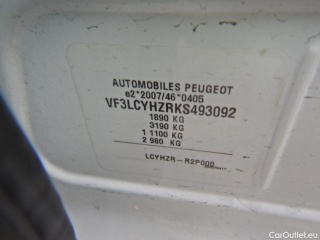 AUTOMOBILES PEUGEOT
e2*2007/46*0405
VF3LCYHZRKS493092
1890 KG
3190 KG
1 1100 KG
2 980 KG
LCYHZR-R2P000
CarOutlet.eu